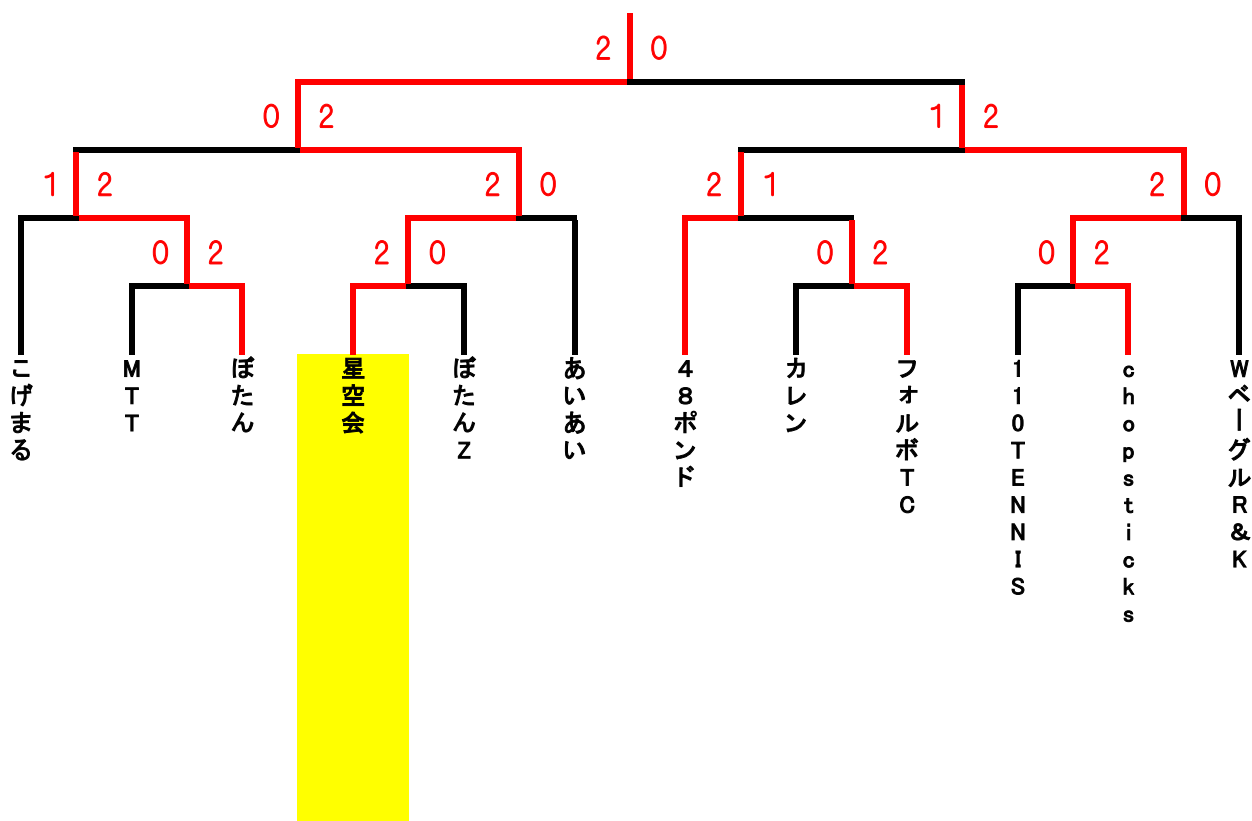 2 0
0 2
1 2
1 2
2 0
2 1
2 0
0 2
2 0
0 2
0 2
こげまる
MTT
ぼたん
星空会
ぼたんZ
あいあい
48ポンド
カレン
フォルボTC
110TENNIS
chopsticks
WベーグルR&K